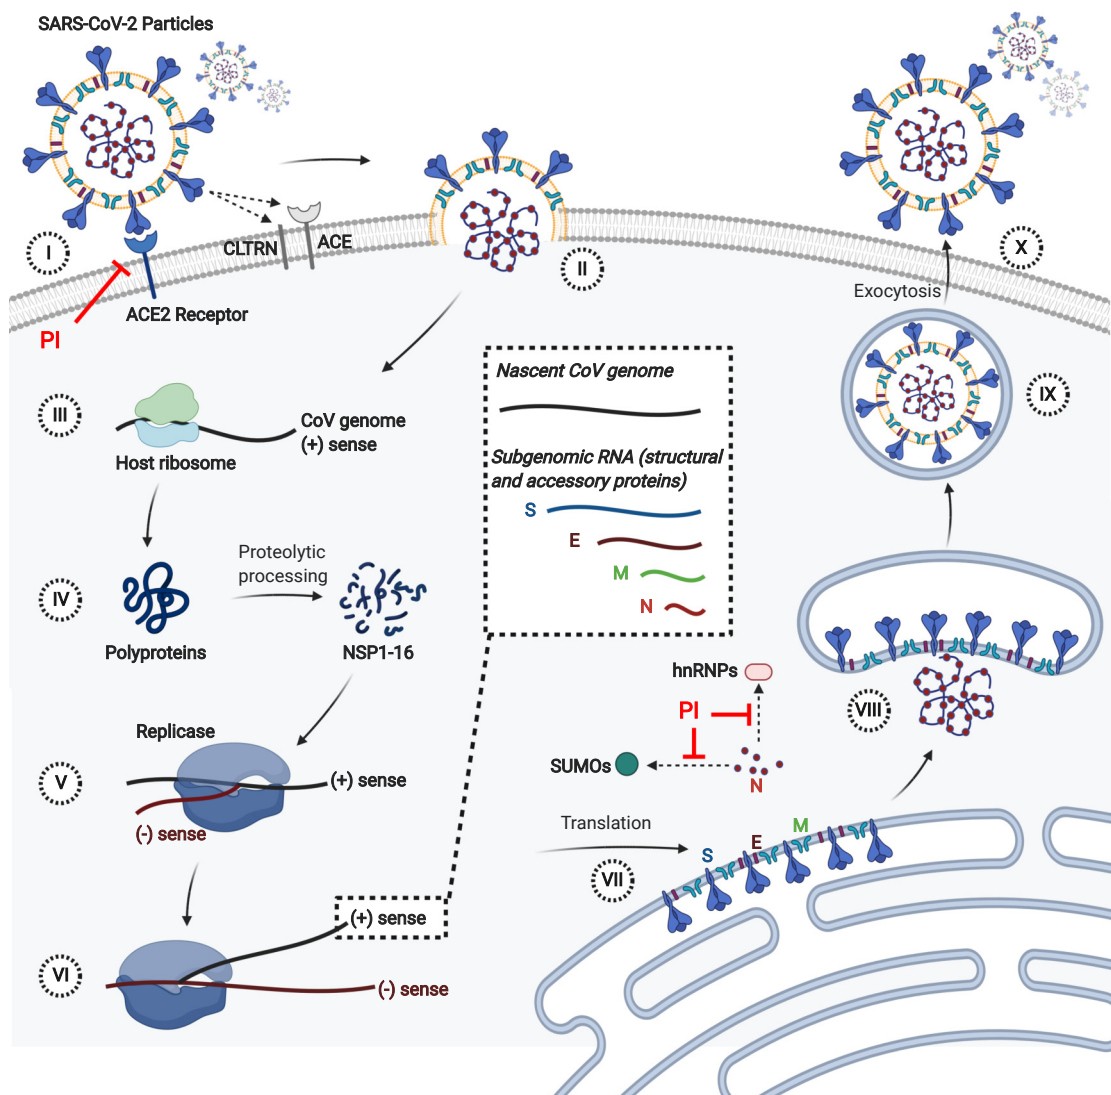 SARS-CoV-2 Particles
I
CLTRN
ACE
ACE2 Receptor
PI
II
III
CoV genome
(+) sense
Host ribosome
IV
Proteolytic
processing
Polyproteins
NSP1-16
Replicase
V
(+) sense
(-) sense
VI
(+) sense
(-) sense
Nascent CoV genome
Subgenomic RNA (structural
and accessory proteins)
S
E
M
N
hnRNPs
PI
SUMOs
N
Translation
VII
S
E
M
VIII
IX
Exocytosis
X